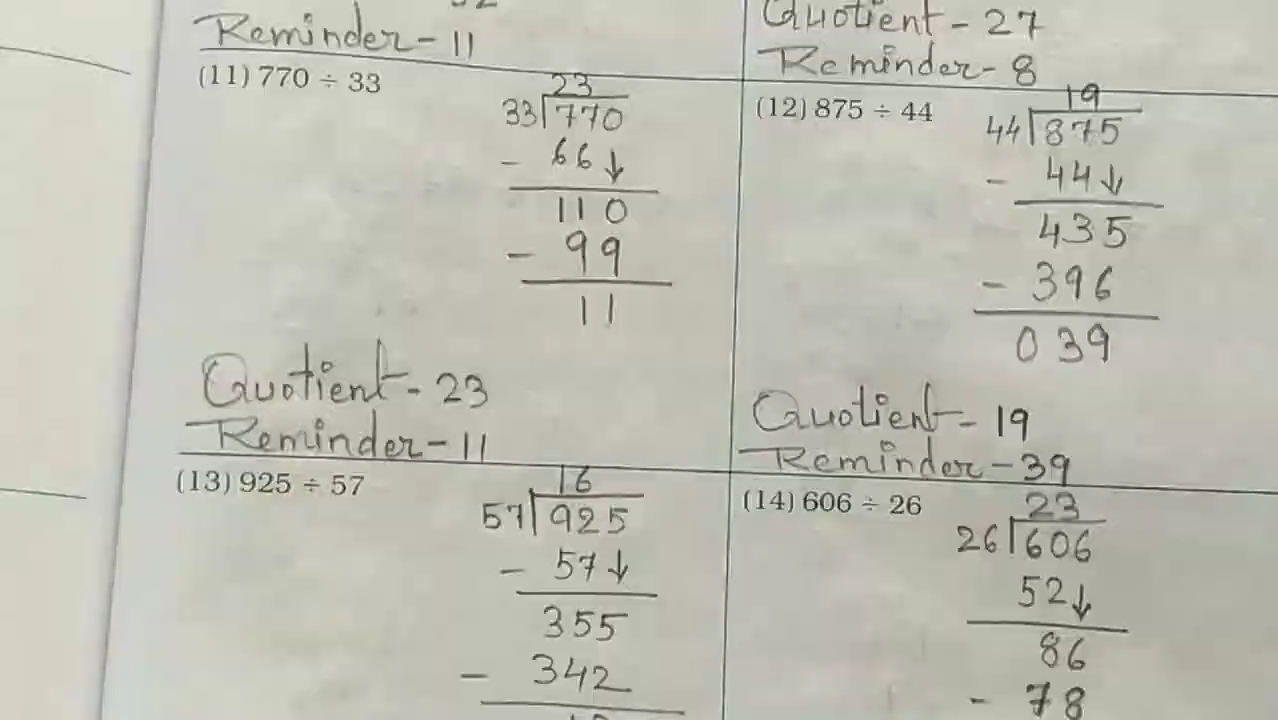 Reminder - 11
Quotient - 27
Reminder - 8
(11) 770 ÷ 33
23
33)770
- 66↓
110
- 99
11
Quotient - 23
Reminder - 11
(12) 875 ÷ 44
19
44)875
- 44↓
435
- 396
039
Quotient - 19
Reminder - 39
(13) 925 ÷ 57
16
57)925
- 57↓
355
- 342
(14) 606 ÷ 26
23
26)606
52↓
86
- 78